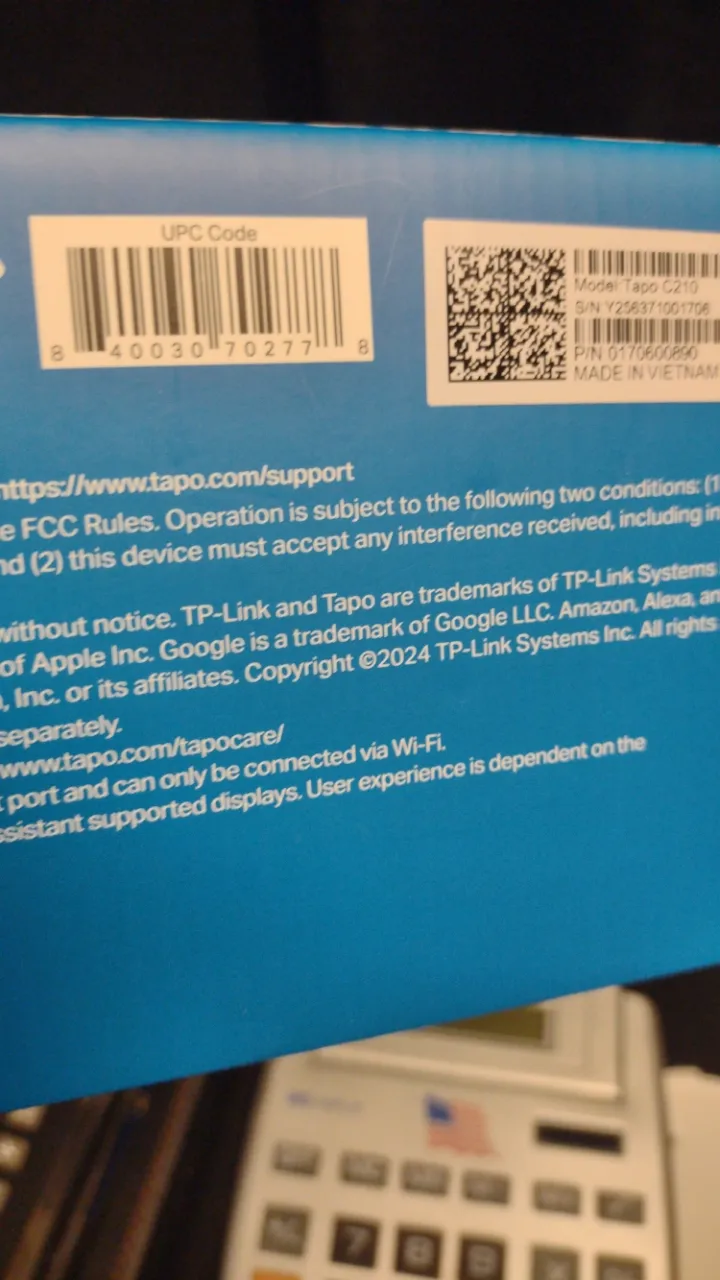 UPC Code
8 40030 70277 8
Model Tapo C210
S/N Y256371001706
P/N 0170600890
MADE IN VIETNAM
https://www.tapo.com/support
e FCC Rules. Operation is subject to the following two conditions: (1
nd (2) this device must accept any interference received, including in
without notice. TP-Link and Tapo are trademarks of TP-Link Systems
of Apple Inc. Google is a trademark of Google LLC. Amazon, Alexa, an
, Inc. or its affiliates. Copyright ©2024 TP-Link Systems Inc. All rights
separately.
www.tapo.com/tapocare/
port and can only be connected via Wi-Fi.
ssistant supported displays. User experience is dependent on the
7 8 9